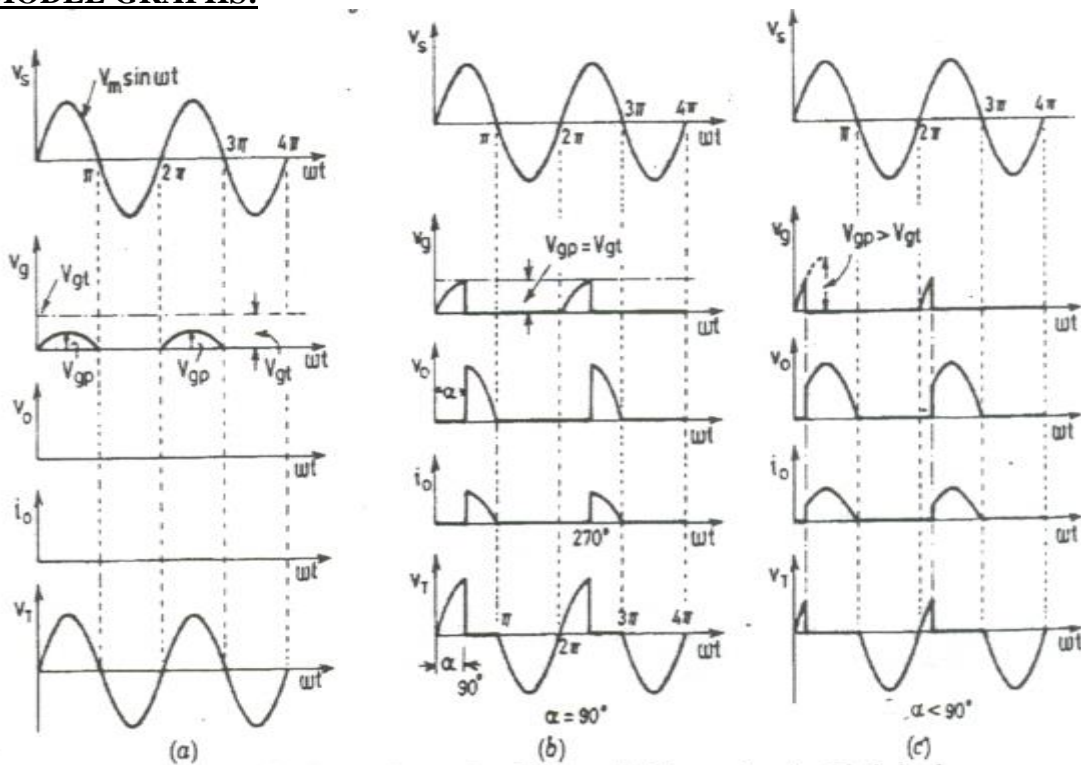 MODEL GRAPHS:
vs
Vm sin ωt
π
2π
3π
4π
ωt
vg
Vgt
Vgp
Vgp
Vgt
ωt
vo
ωt
io
ωt
vT
ωt
(a)
vs
π
2π
3π
4π
ωt
vg
Vgp = Vgt
ωt
vo
α
ωt
io
270°
ωt
vT
π
2π
3π
4π
ωt
α
90°
α = 90°
(b)
vs
π
2π
3π
4π
ωt
vg
Vgp > Vgt
ωt
vo
ωt
io
ωt
vT
ωt
α < 90°
(c)